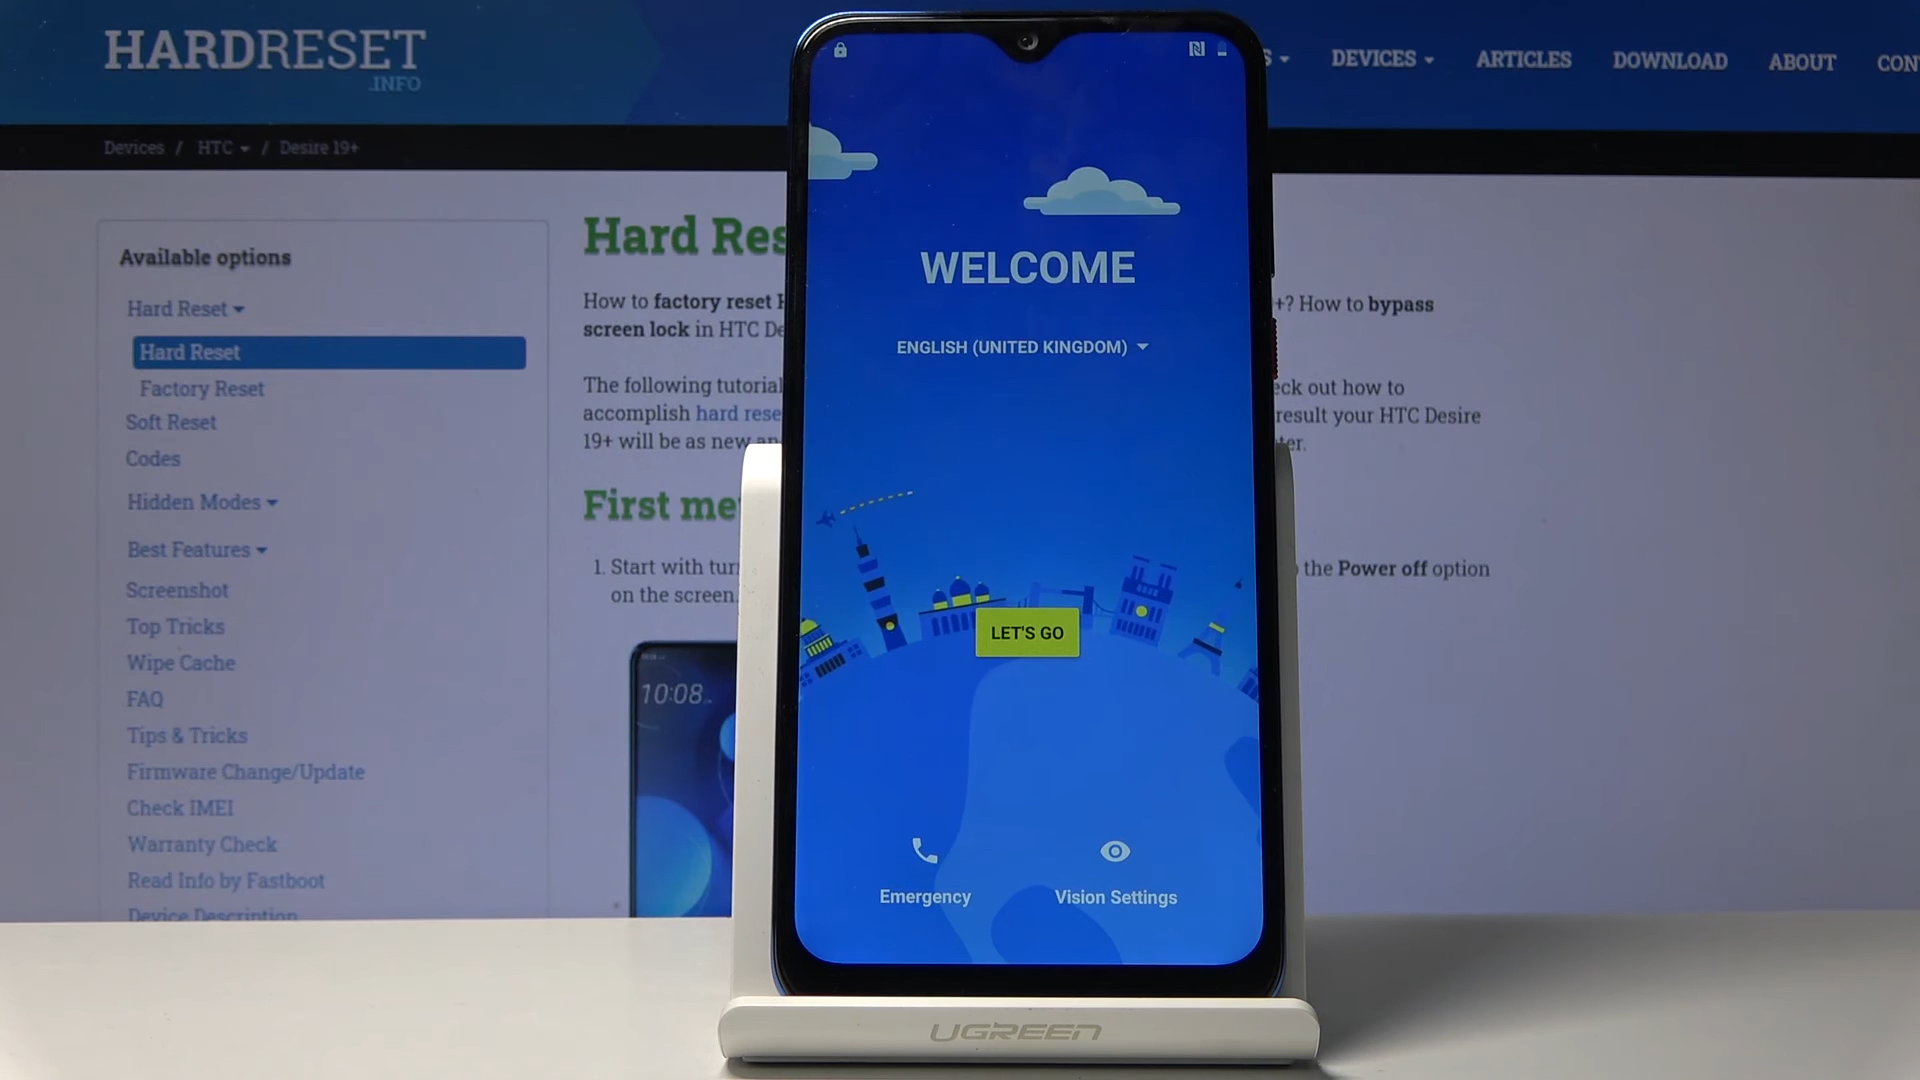 HARDRESET
.INFO
DEVICES
ARTICLES
DOWNLOAD
ABOUT
Devices / HTC / Desire 19+
Available options
Hard Reset
Hard Reset
Factory Reset
Soft Reset
Codes
Hidden Modes
Best Features
Screenshot
Top Tricks
Wipe Cache
FAQ
Tips & Tricks
Firmware Change/Update
Check IMEI
Warranty Check
Read Info by Fastboot
Device Description
Hard Res
How to factory reset H +? How to bypass
screen lock in HTC De
The following tutorial eck out how to
accomplish hard rese result your HTC Desire
19+ will be as new an ter.
First me
1. Start with tur the Power off option
on the screen.
10:08
WELCOME
ENGLISH (UNITED KINGDOM)
LET'S GO
Emergency
Vision Settings
UGREEN